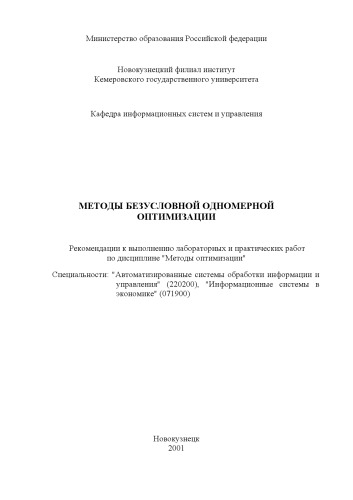 Министерство образования Российской федерации
Новокузнецкий филиал институт
Кемеровского государственного университета
Кафедра информационных систем и управления
МЕТОДЫ БЕЗУСЛОВНОЙ ОДНОМЕРНОЙ
ОПТИМИЗАЦИИ
Рекомендации к выполнению лабораторных и практических работ
по дисциплине "Методы оптимизации"
Специальности: "Автоматизированные системы обработки информации и
управления" (220200), "Информационные системы в
экономике" (071900)
Новокузнецк
2001